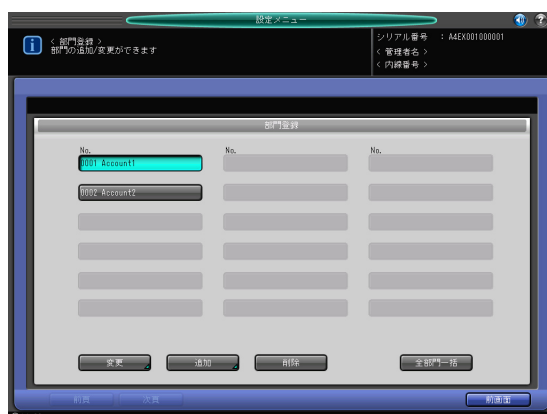 設定メニュー
< 部門登録 >
部門の追加/変更ができます
シリアル番号 : A4EX001000001
< 管理者名 >
< 内線番号 >
部門登録
No. No. No.
0001 Account1
0002 Account2
変更 追加 削除 全部門一括
前頁 次頁 前画面